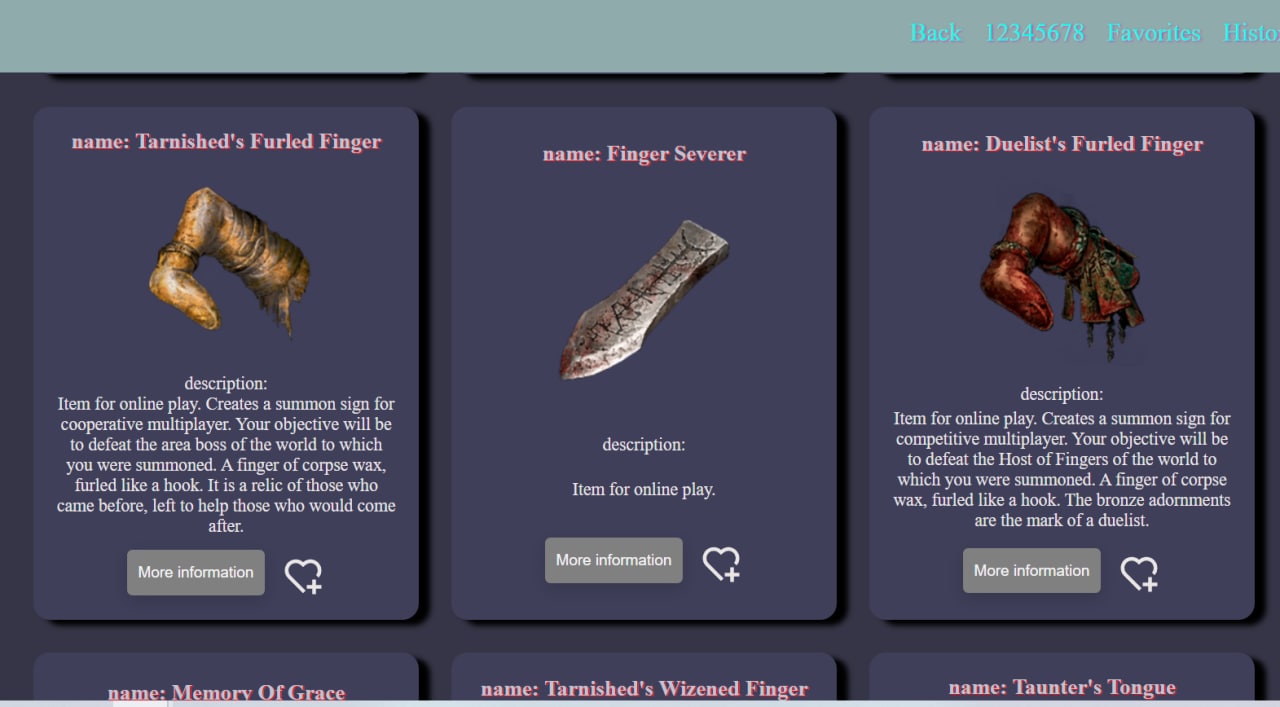 Back 12345678 Favorites Histo
name: Tarnished's Furled Finger
description:
Item for online play. Creates a summon sign for
cooperative multiplayer. Your objective will be
to defeat the area boss of the world to which
you were summoned. A finger of corpse wax,
furled like a hook. It is a relic of those who
came before, left to help those who would come
after.
More information
name: Finger Severer
description:
Item for online play.
More information
name: Duelist's Furled Finger
description:
Item for online play. Creates a summon sign for
competitive multiplayer. Your objective will be
to defeat the Host of Fingers of the world to
which you were summoned. A finger of corpse
wax, furled like a hook. The bronze adornments
are the mark of a duelist.
More information
name: Memory Of Grace
name: Tarnished's Wizened Finger
name: Taunter's Tongue